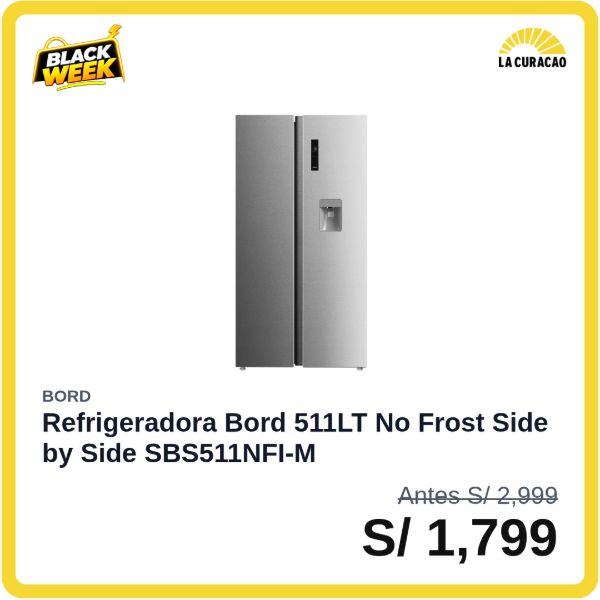 BLACK
WEEK
LA CURACAO
BORD
Refrigeradora Bord 511LT No Frost Side
by Side SBS511NFI-M
Antes S/ 2,999
S/ 1,799